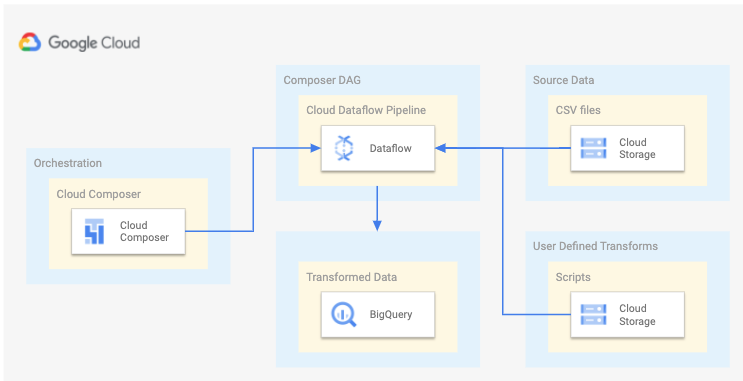 Google Cloud
Orchestration
Cloud Composer
Cloud
Composer
Composer DAG
Cloud Dataflow Pipeline
Dataflow
Transformed Data
BigQuery
Source Data
CSV files
Cloud
Storage
User Defined Transforms
Scripts
Cloud
Storage